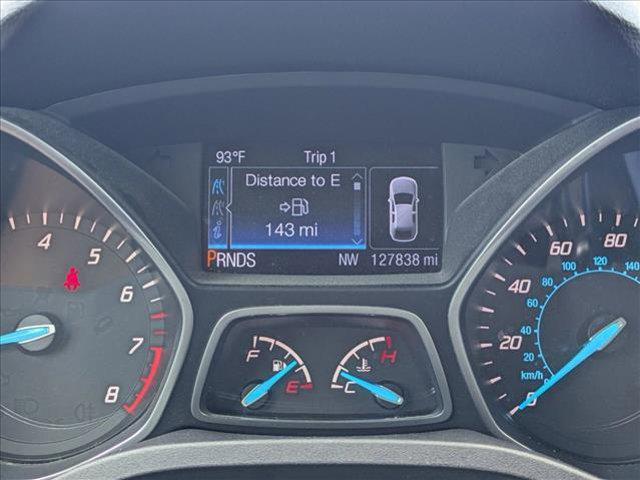 93°F Trip 1
Distance to E
143 mi
PRNDS NW 127838 mi
4 5 6 7 8
F E
C H
0 20 40 60 80
20 40 60 80 100 120 140
km/h